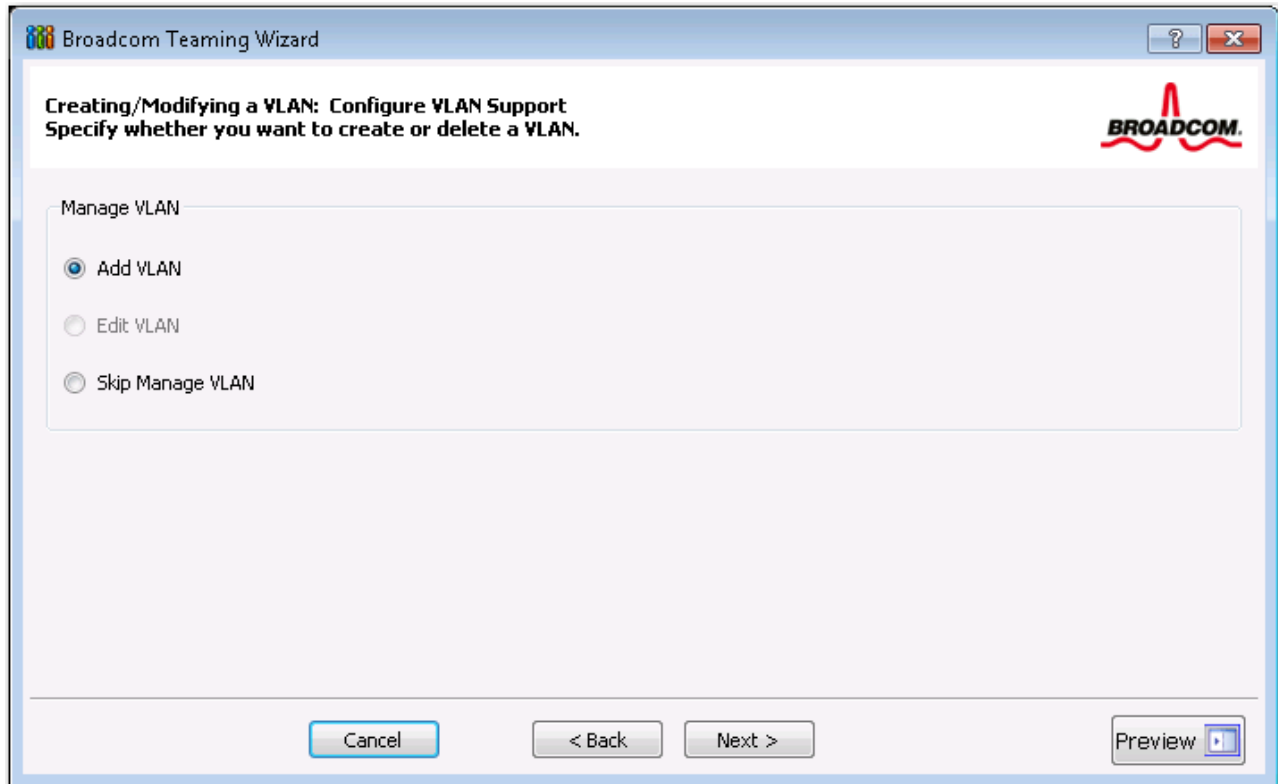 Broadcom Teaming Wizard
?
Creating/Modifying a VLAN: Configure VLAN Support
Specify whether you want to create or delete a VLAN.
BROADCOM.
Manage VLAN
Add VLAN
Edit VLAN
Skip Manage VLAN
Cancel
< Back
Next >
Preview